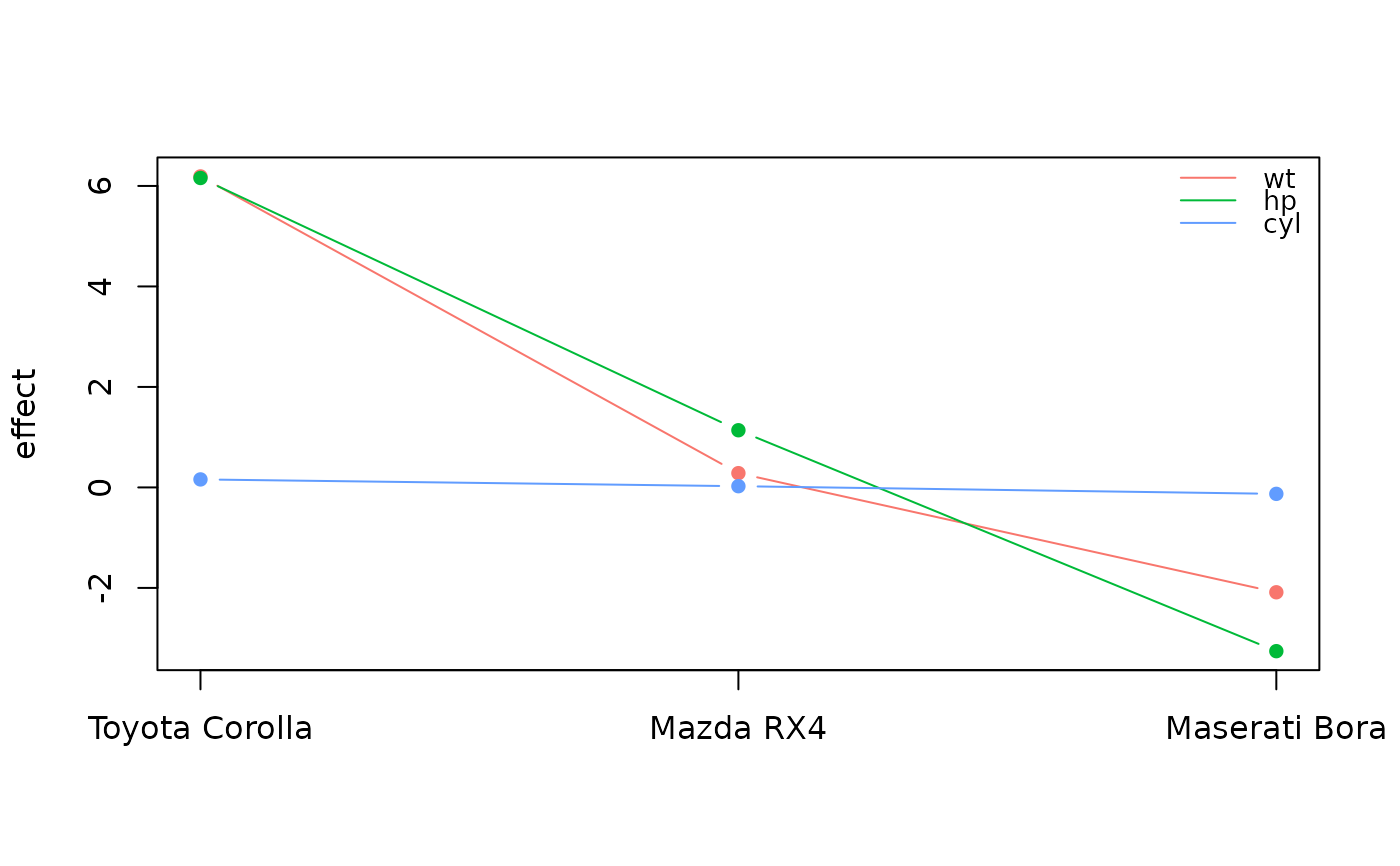 effect
6
4
2
0
-2
wt
hp
cyl
Toyota Corolla
Mazda RX4
Maserati Bora